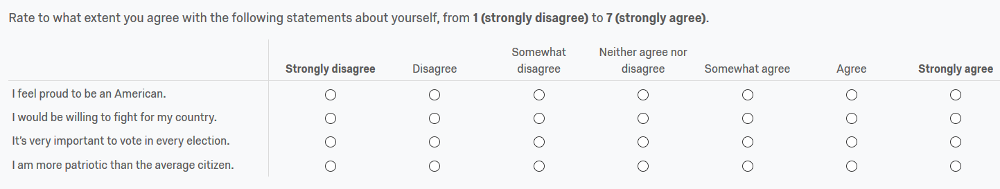 Rate to what extent you agree with the following statements about yourself, from 1 (strongly disagree) to 7 (strongly agree).
Strongly disagree Disagree Somewhat disagree Neither agree nor disagree Somewhat agree Agree Strongly agree
I feel proud to be an American.
I would be willing to fight for my country.
It's very important to vote in every election.
I am more patriotic than the average citizen.